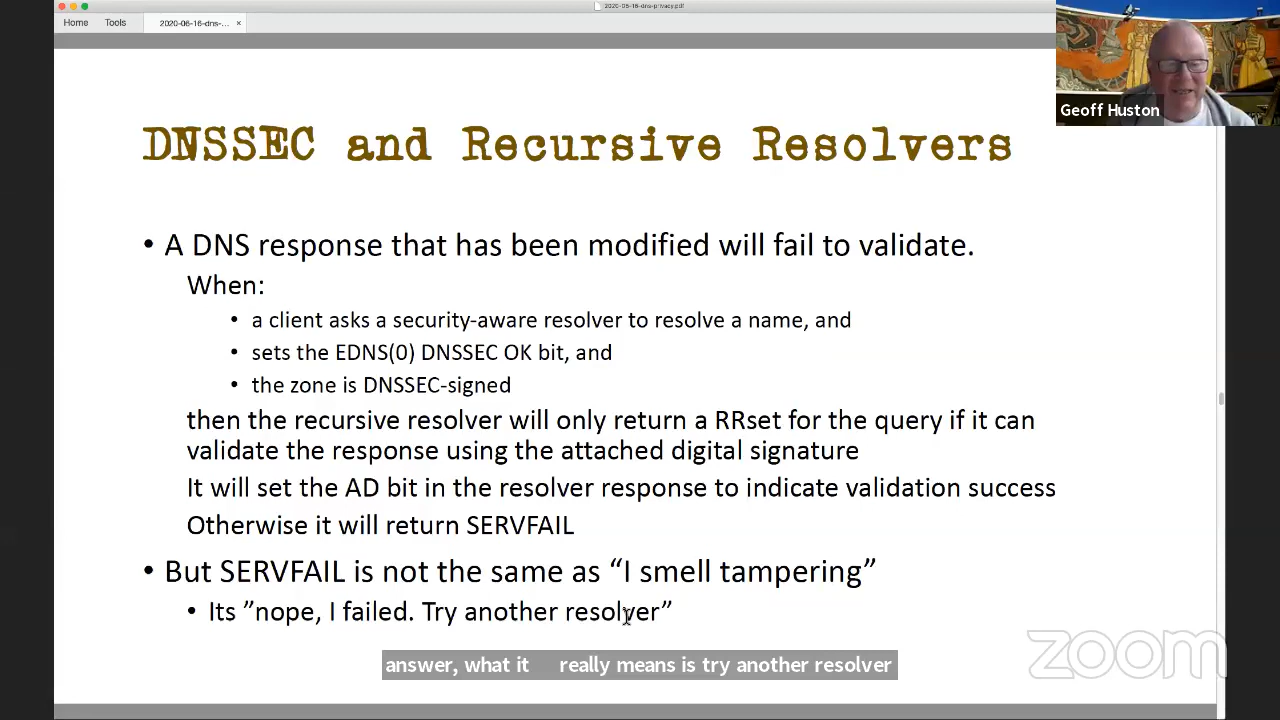 2020-06-16-dns-privacy.pdf
Home Tools 2020-06-16-dns-... ×
Geoff Huston
DNSSEC and Recursive Resolvers
• A DNS response that has been modified will fail to validate.
When:
• a client asks a security-aware resolver to resolve a name, and
• sets the EDNS(0) DNSSEC OK bit, and
• the zone is DNSSEC-signed
then the recursive resolver will only return a RRset for the query if it can
validate the response using the attached digital signature
It will set the AD bit in the resolver response to indicate validation success
Otherwise it will return SERVFAIL
• But SERVFAIL is not the same as “I smell tampering”
• Its ”nope, I failed. Try another resolver”
answer, what it really means is try another resolver
zoom